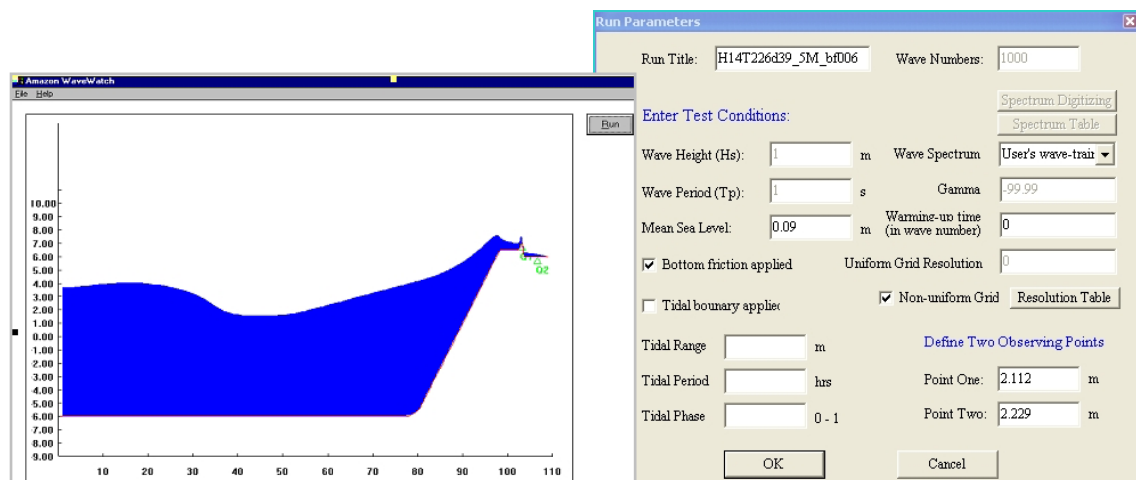 Amazon WaveWatch
File Help
Run
10.00
9.00
8.00
7.00
6.00
5.00
4.00
3.00
2.00
1.00
0.00
-1.00
-2.00
-3.00
-4.00
-5.00
-6.00
-7.00
-8.00
-9.00
10 20 30 40 50 60 70 80 90 100 110
Q2
Run Parameters
Run Title: H14T226d39_5M_bf006 Wave Numbers: 1000
Spectrum Digitizing
Enter Test Conditions: Spectrum Table
Wave Height (Hs): 1 m Wave Spectrum User's wave-train
Wave Period (Tp): 1 s Gamma -99.99
Mean Sea Level: 0.09 m Warming-up time (in wave number) 0
Bottom friction applied Uniform Grid Resolution 0
Tidal bounary applied Non-uniform Grid Resolution Table
Tidal Range m Define Two Observing Points
Tidal Period hrs Point One: 2.112 m
Tidal Phase 0 - 1 Point Two: 2.229 m
OK Cancel